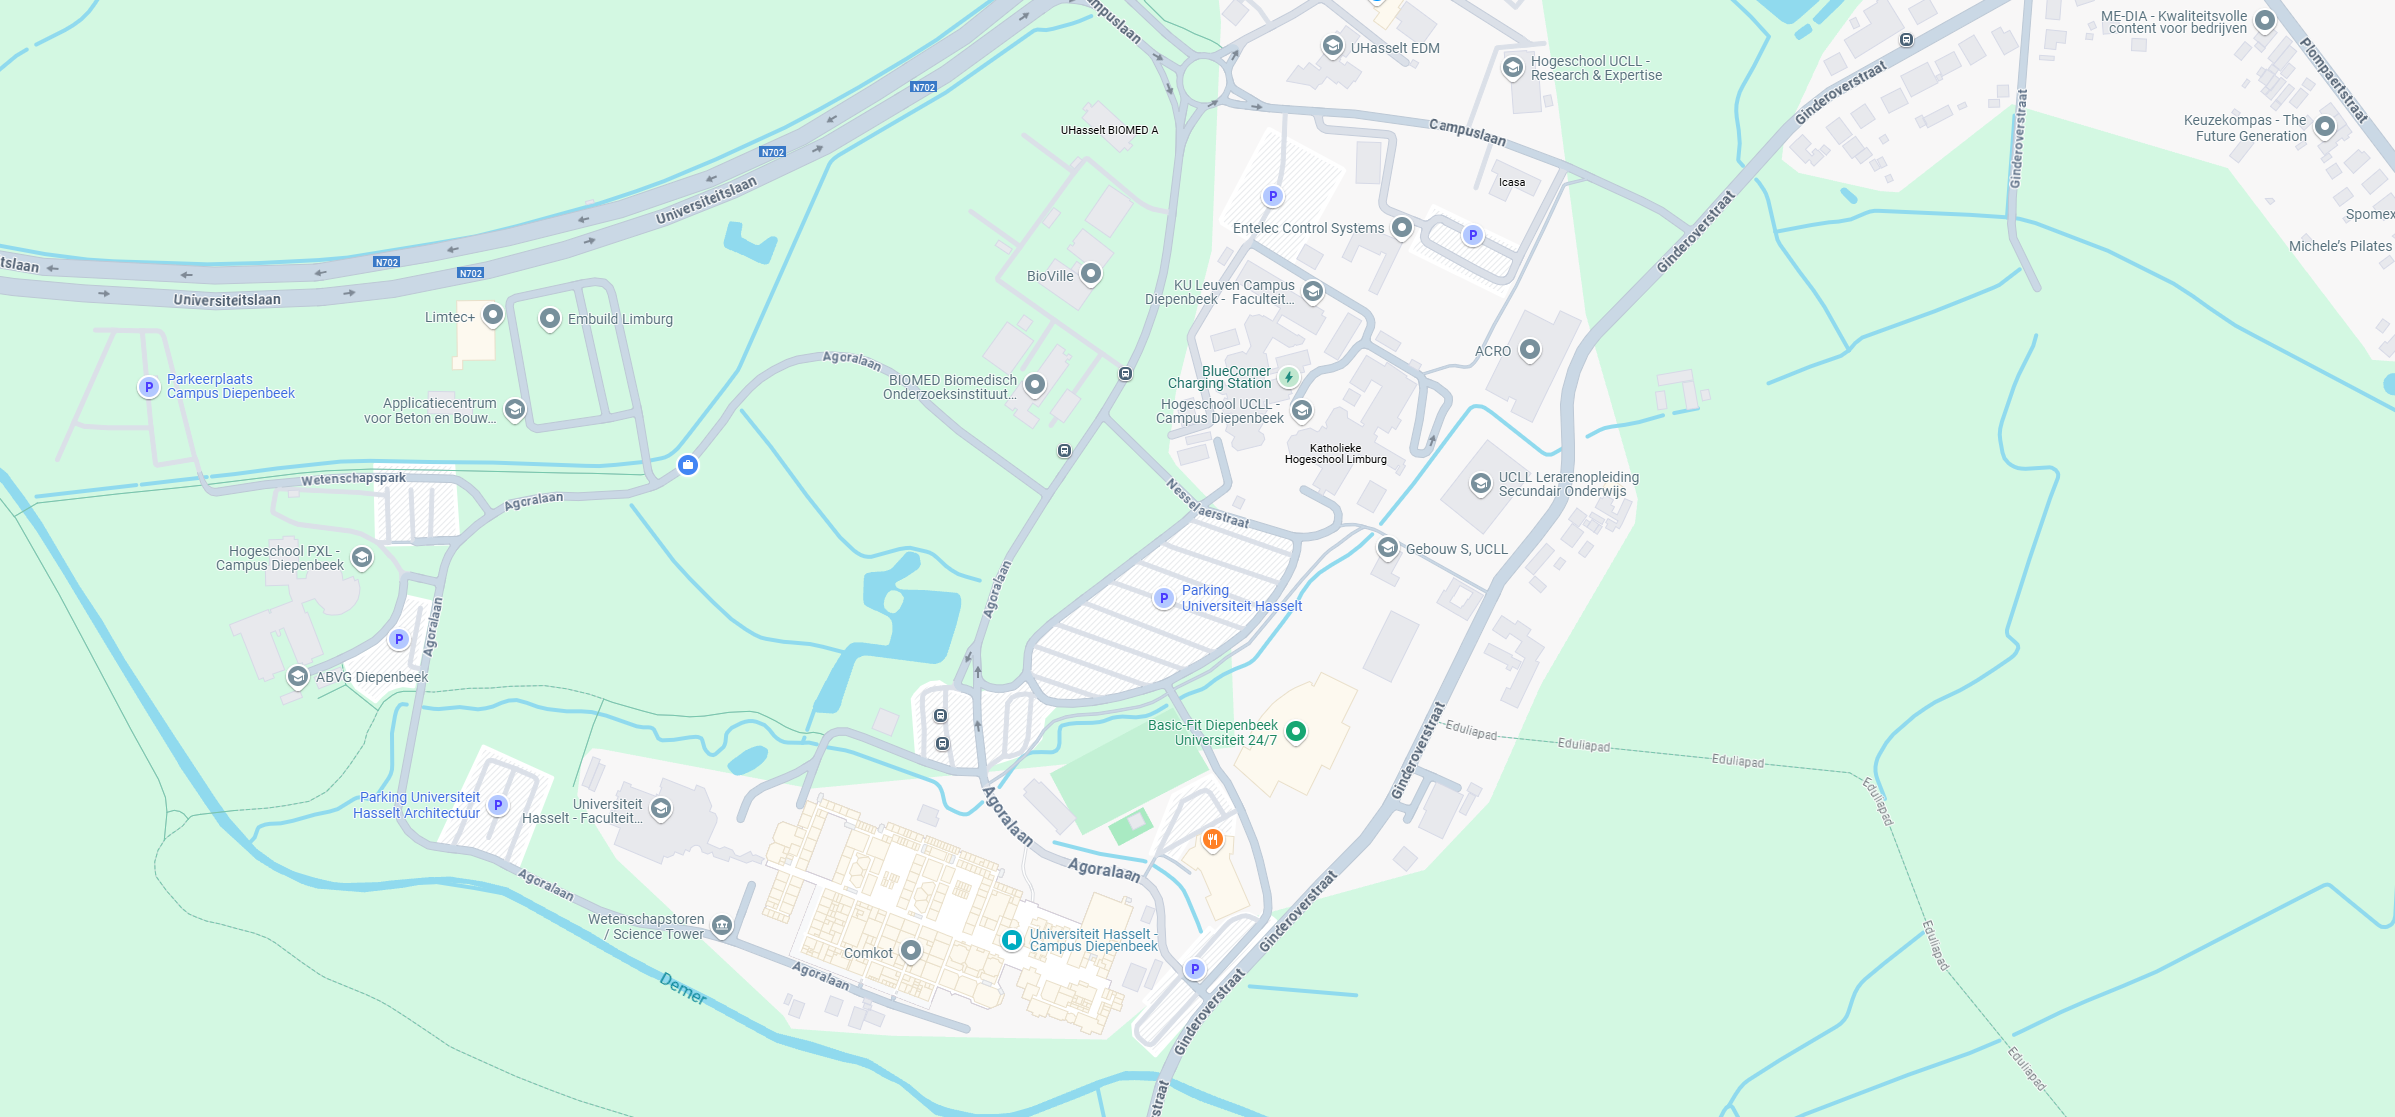 Campuslaan
UHasselt EDM
Hogeschool UCLL -
Research & Expertise
ME-DIA - Kwaliteitsvolle
content voor bedrijven
Plompaertstraat
Ginderoverstraat
Ginderoverstraat
Keuzekompas - The
Future Generation
N702
N702
UHasselt BIOMED A
Campuslaan
P
Icasa
Universiteitslaan
Entelec Control Systems
P
Ginderoverstraat
Spomex
Michele's Pilates
tslaan
N702
N702
Universiteitslaan
BioVille
KU Leuven Campus
Diepenbeek - Faculteit...
Limtec+
Embuild Limburg
ACRO
Agoralaan
P
Parkeerplaats
Campus Diepenbeek
BIOMED Biomedisch
Onderzoeksinstituut...
BlueCorner
Charging Station
Applicatiecentrum
voor Beton en Bouw...
Hogeschool UCLL -
Campus Diepenbeek
Katholieke
Hogeschool Limburg
Wetenschapspark
Agoralaan
Nesselaerstraat
UCLL Lerarenopleiding
Secundair Onderwijs
Hogeschool PXL -
Campus Diepenbeek
Gebouw S, UCLL
Agoralaan
P
Parking
Universiteit Hasselt
Agoralaan
P
ABVG Diepenbeek
Basic-Fit Diepenbeek
Universiteit 24/7
Ginderoverstraat
Eduliapad
Eduliapad
Eduliapad
Eduliapad
Parking Universiteit
Hasselt Architectuur
P
Universiteit
Hasselt - Faculteit...
Agoralaan
Agoralaan
Agoralaan
Wetenschapstoren
/ Science Tower
Comkot
Universiteit Hasselt -
Campus Diepenbeek
Ginderoverstraat
Eduliapad
Agoralaan
P
Demer
Ginderoverstraat
Eduliapad
straat